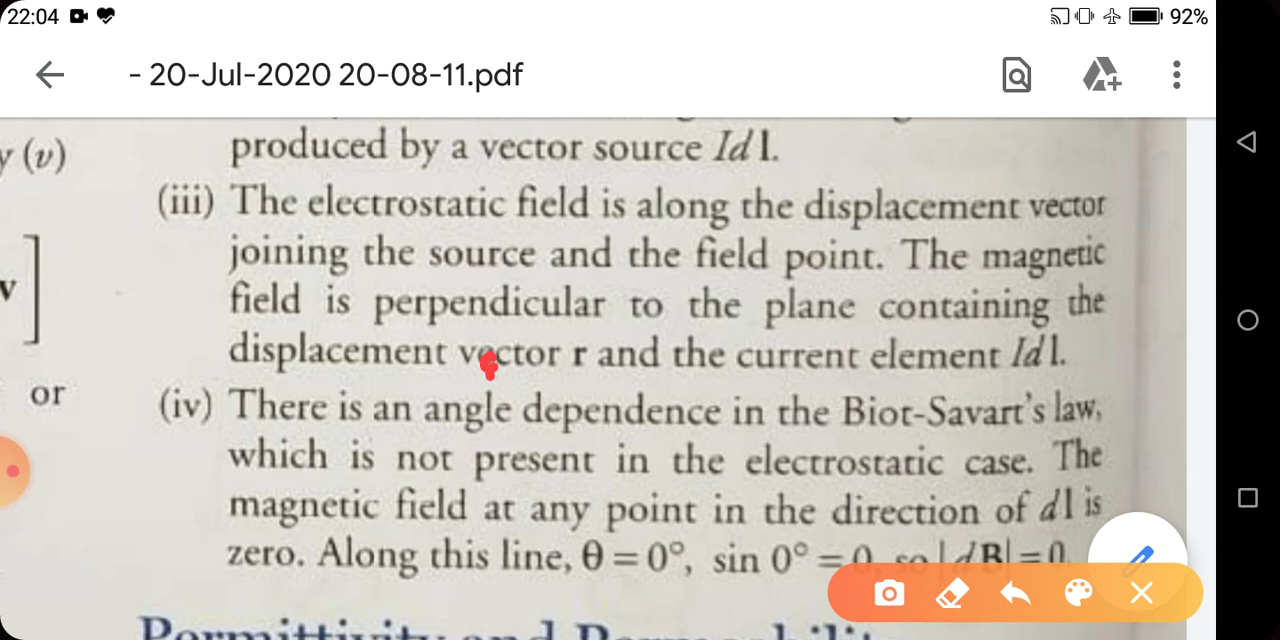 22:04
92%
- 20-Jul-2020 20-08-11.pdf
y (v)
produced by a vector source Idl.
(iii) The electrostatic field is along the displacement vector
joining the source and the field point. The magnetic
v]
field is perpendicular to the plane containing the
displacement vector r and the current element Idl.
or
(iv) There is an angle dependence in the Biot-Savart's law,
which is not present in the electrostatic case. The
magnetic field at any point in the direction of dl is
zero. Along this line, θ = 0°, sin 0° = 0, so |dB| = 0.
Permittivity and Permeability